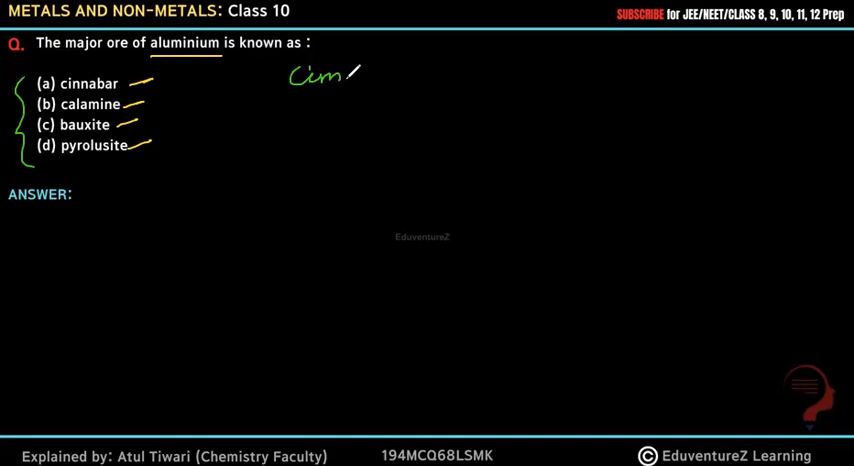 METALS AND NON-METALS: Class 10
SUBSCRIBE for JEE/NEET/CLASS 8, 9, 10, 11, 12 Prep
Q. The major ore of aluminium is known as :
(a) cinnabar
(b) calamine
(c) bauxite
(d) pyrolusite
ANSWER:
EduventureZ
Explained by: Atul Tiwari (Chemistry Faculty)
194MCQ68LSMK
© EduventureZ Learning